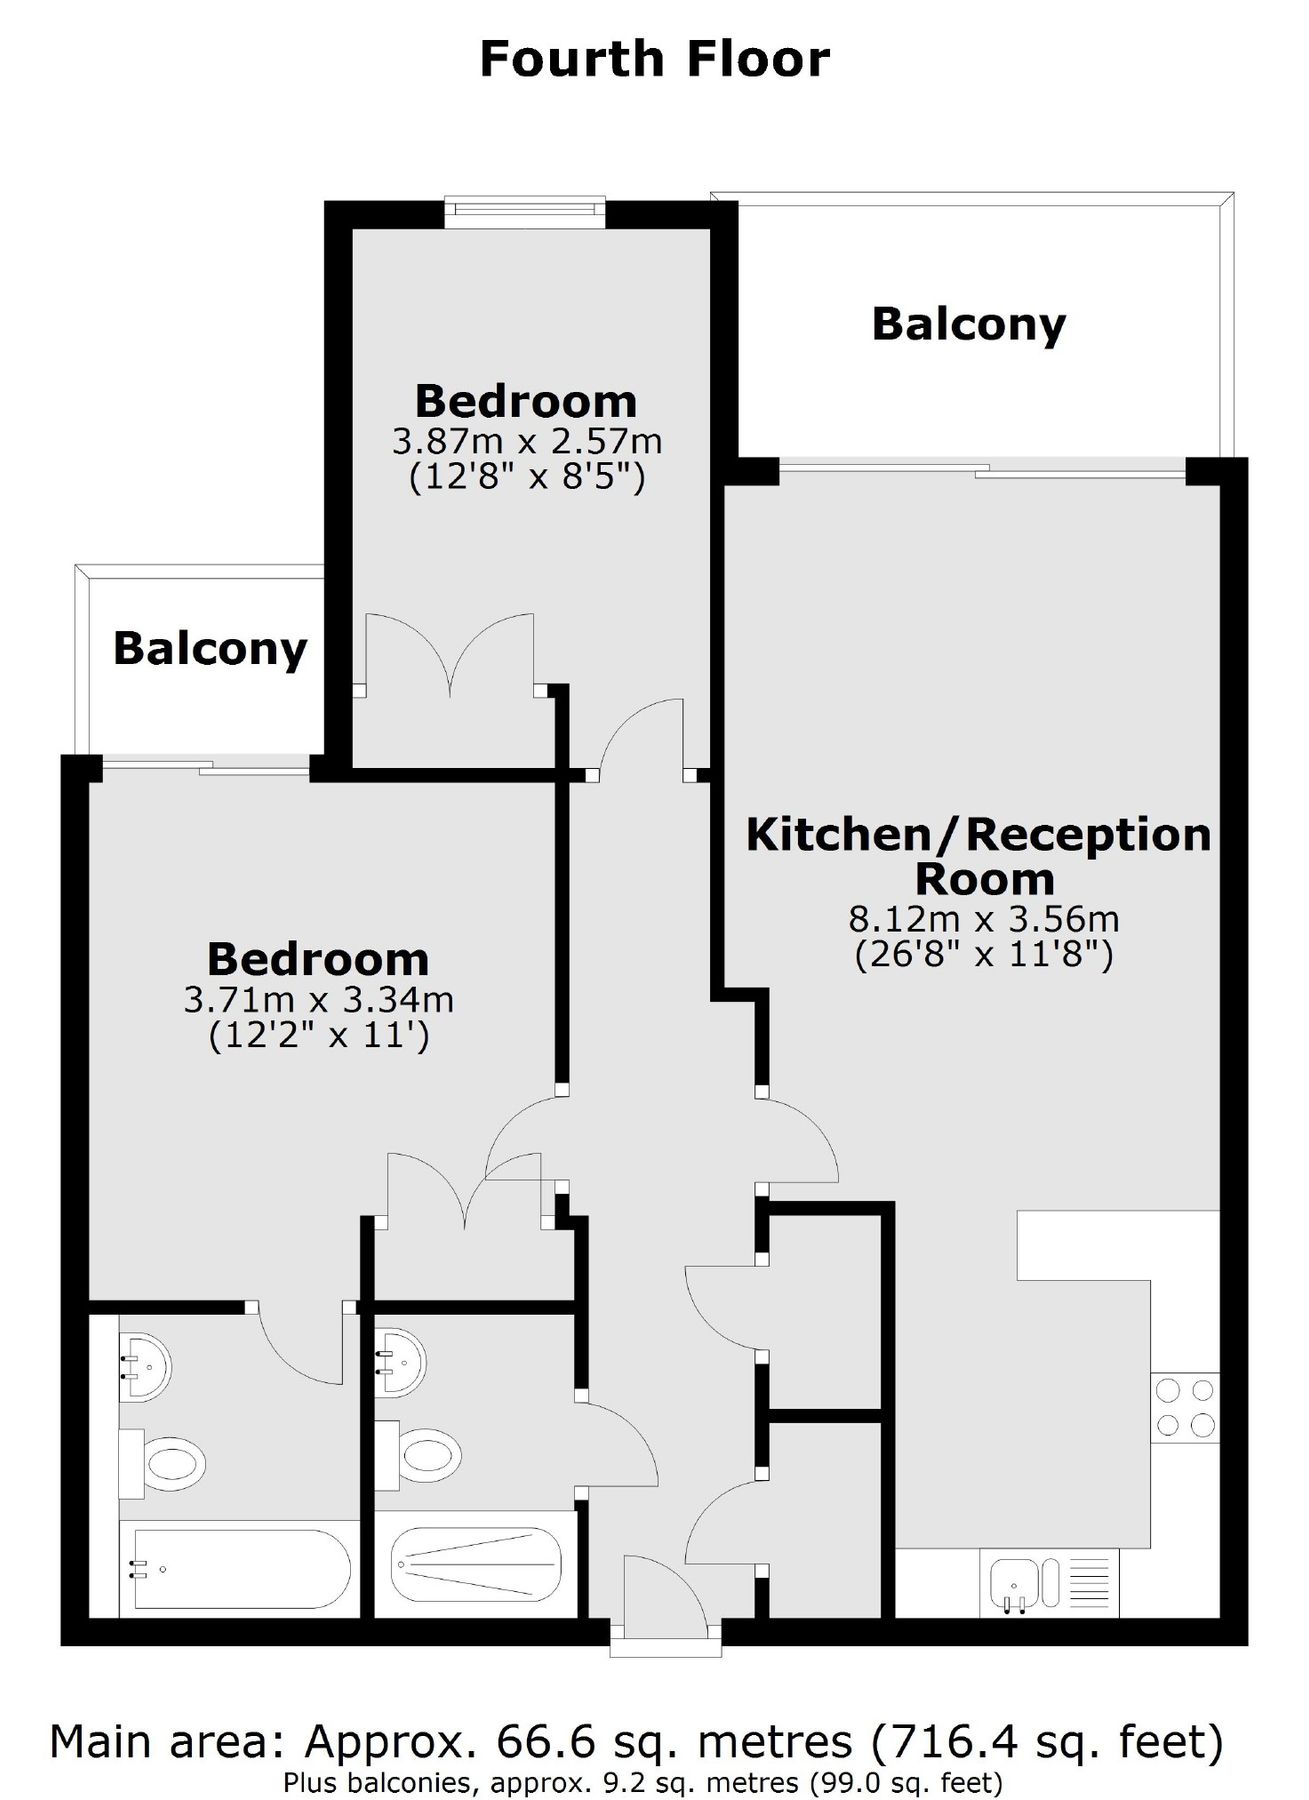 Fourth Floor
Balcony
Bedroom
3.87m x 2.57m
(12'8" x 8'5")
Balcony
Kitchen/Reception
Room
8.12m x 3.56m
(26'8" x 11'8")
Bedroom
3.71m x 3.34m
(12'2" x 11')
Main area: Approx. 66.6 sq. metres (716.4 sq. feet)
Plus balconies, approx. 9.2 sq. metres (99.0 sq. feet)